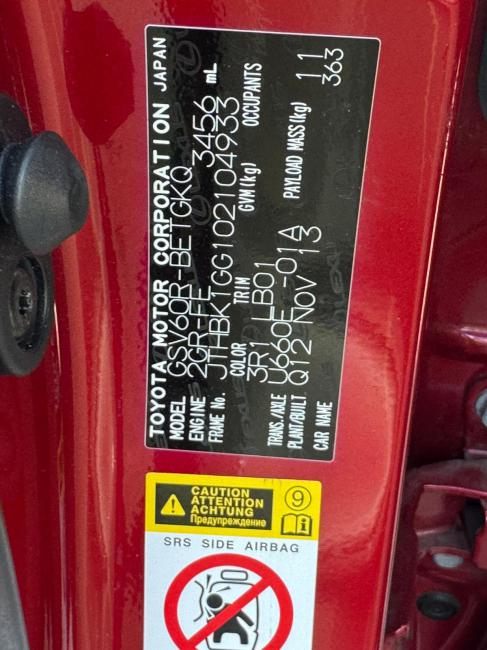 TOYOTA MOTOR CORPORATION JAPAN
MODEL GSV60R-BETGKQ
ENGINE 2GR-FE 3456 mL
FRAME No. JTHBK1GG102104933
COLOR TRIM GVM(kg) OCCUPANTS
3R1 LB01
TRANS./AXLE U660E -01A PAYLOAD MASS(kg) 11
PLANT/BUILT Q12 NOV 13 363
CAR NAME
CAUTION
ATTENTION
ACHTUNG
Предупреждение
9
SRS SIDE AIRBAG